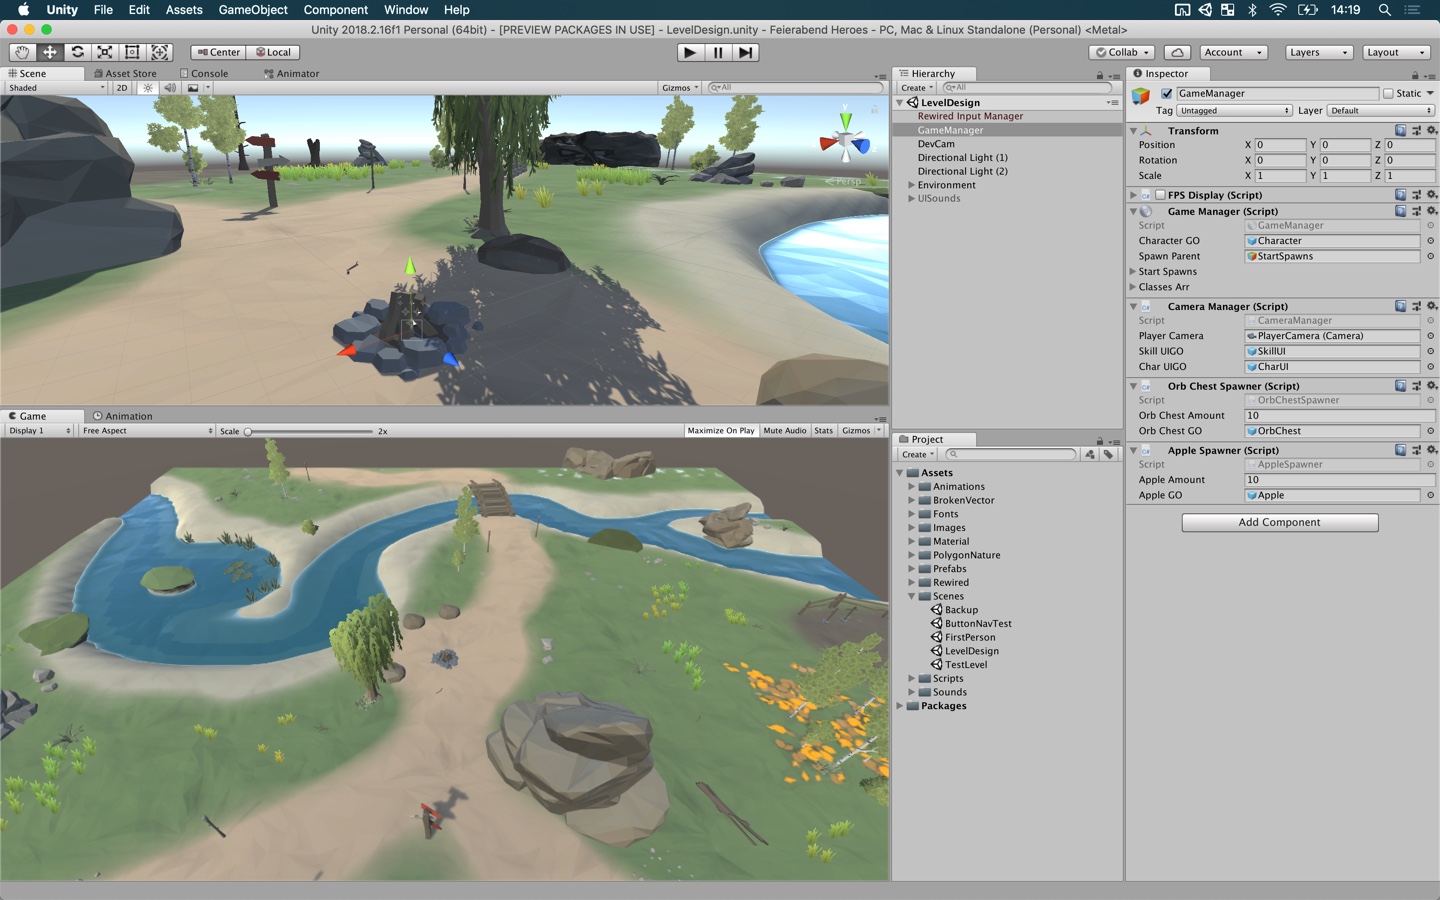 Unity File Edit Assets GameObject Component Window Help 14:19
Unity 2018.2.16f1 Personal (64bit) - [PREVIEW PACKAGES IN USE] - LevelDesign.unity - Feierabend Heroes - PC, Mac & Linux Standalone (Personal) <Metal>
Center Local Collab Account Layers Layout
Scene Asset Store Console Animator
Shaded 2D Gizmos All
y
Persp
Game Animation
Display 1 Free Aspect Scale 2x Maximize On Play Mute Audio Stats Gizmos
Hierarchy
Create All
LevelDesign
Rewired Input Manager
GameManager
DevCam
Directional Light (1)
Directional Light (2)
Environment
UISounds
Project
Create
Assets
Animations
BrokenVector
Fonts
Images
Material
PolygonNature
Prefabs
Rewired
Scenes
Backup
ButtonNavTest
FirstPerson
LevelDesign
TestLevel
Scripts
Sounds
Packages
Inspector
GameManager Static
Tag Untagged Layer Default
Transform
Position X 0 Y 0 Z 0
Rotation X 0 Y 0 Z 0
Scale X 1 Y 1 Z 1
FPS Display (Script)
Game Manager (Script)
Script GameManager
Character GO Character
Spawn Parent StartSpawns
Start Spawns
Classes Arr
Camera Manager (Script)
Script CameraManager
Player Camera PlayerCamera (Camera)
Skill UIGO SkillUI
Char UIGO CharUI
Orb Chest Spawner (Script)
Script OrbChestSpawner
Orb Chest Amount 10
Orb Chest GO OrbChest
Apple Spawner (Script)
Script AppleSpawner
Apple Amount 10
Apple GO Apple
Add Component